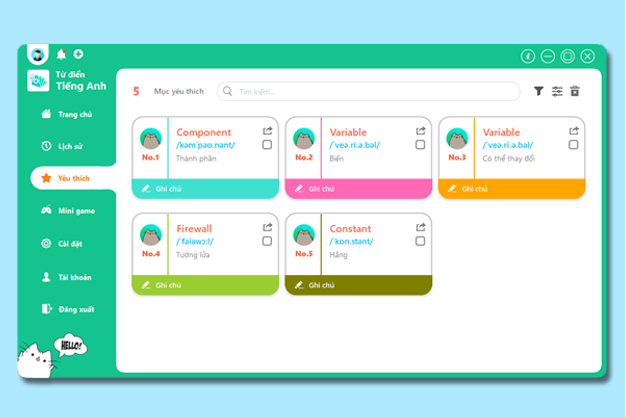 Từ điển
Tiếng Anh
Trang chủ
Lịch sử
Yêu thích
Mini game
Cài đặt
Tài khoản
Đăng xuất
HELLO!
5 Mục yêu thích
Tìm kiếm...
Component
/kəmˈpəʊ.nənt/
Thành phần
No.1
Ghi chú
Variable
/ˈveə.ri.ə.bəl/
Biến
No.2
Ghi chú
Variable
/ˈveə.ri.ə.bəl/
Có thể thay đổi
No.3
Ghi chú
Firewall
/ˈfaɪəwɔːl/
Tường lửa
No.4
Ghi chú
Constant
/ˈkɒn.stənt/
Hằng
No.5
Ghi chú